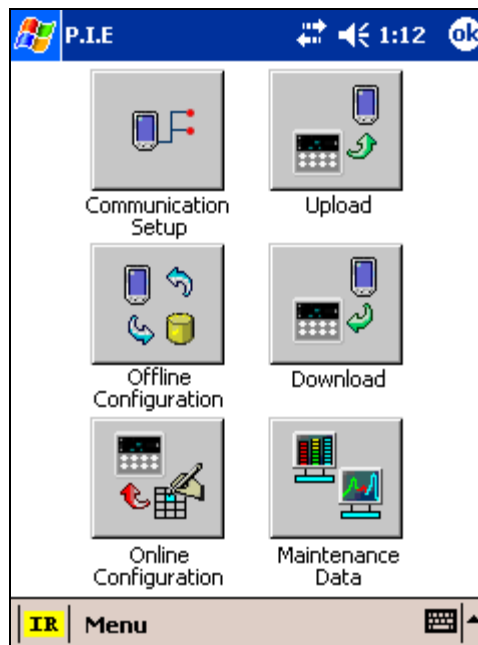 P.I.E 1:12 ok
Communication Setup
Upload
Offline Configuration
Download
Online Configuration
Maintenance Data
IR Menu